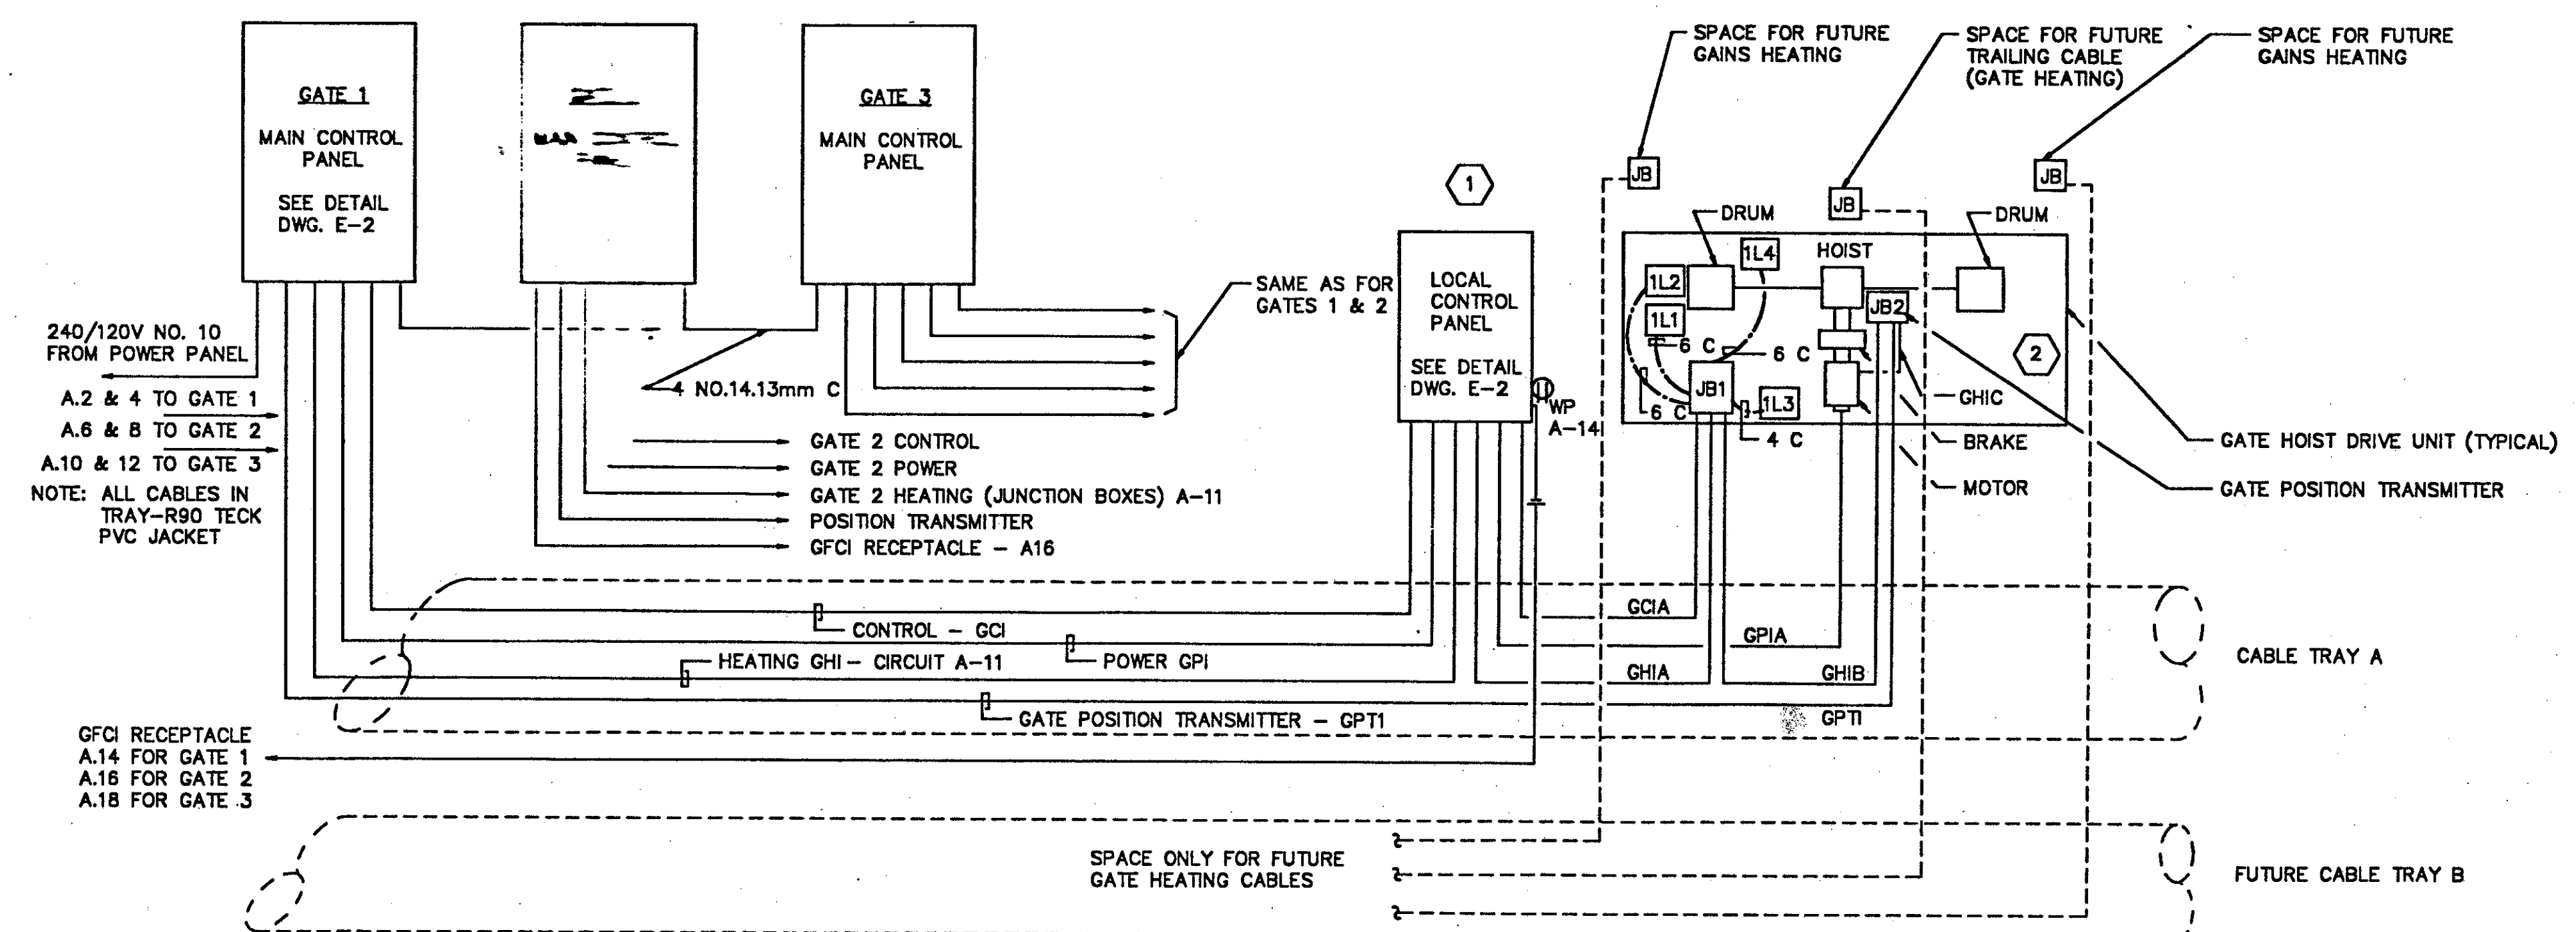 GATE 1
MAIN CONTROL
PANEL
SEE DETAIL
DWG. E-2
GATE 3
MAIN CONTROL
PANEL
SPACE FOR FUTURE
GAINS HEATING
SPACE FOR FUTURE
TRAILING CABLE
(GATE HEATING)
SPACE FOR FUTURE
GAINS HEATING
JB
JB
JB
1
DRUM
DRUM
1L4
HOIST
1L2
1L1
JB2
6 C
6 C
2
JB1
1L3
6 C
4 C
GHIC
BRAKE
MOTOR
GATE HOIST DRIVE UNIT (TYPICAL)
GATE POSITION TRANSMITTER
LOCAL
CONTROL
PANEL
SEE DETAIL
DWG. E-2
WP
A-14
SAME AS FOR
GATES 1 & 2
240/120V NO. 10
FROM POWER PANEL
A.2 & 4 TO GATE 1
A.6 & 8 TO GATE 2
A.10 & 12 TO GATE 3
NOTE: ALL CABLES IN
TRAY-R90 TECK
PVC JACKET
4 NO.14.13mm C
GATE 2 CONTROL
GATE 2 POWER
GATE 2 HEATING (JUNCTION BOXES) A-11
POSITION TRANSMITTER
GFCI RECEPTACLE - A16
CONTROL - GCI
HEATING GHI - CIRCUIT A-11
POWER GPI
GATE POSITION TRANSMITTER - GPT1
GCIA
GPIA
GHIA
GHIB
GPTI
CABLE TRAY A
GFCI RECEPTACLE
A.14 FOR GATE 1
A.16 FOR GATE 2
A.18 FOR GATE 3
SPACE ONLY FOR FUTURE
GATE HEATING CABLES
FUTURE CABLE TRAY B